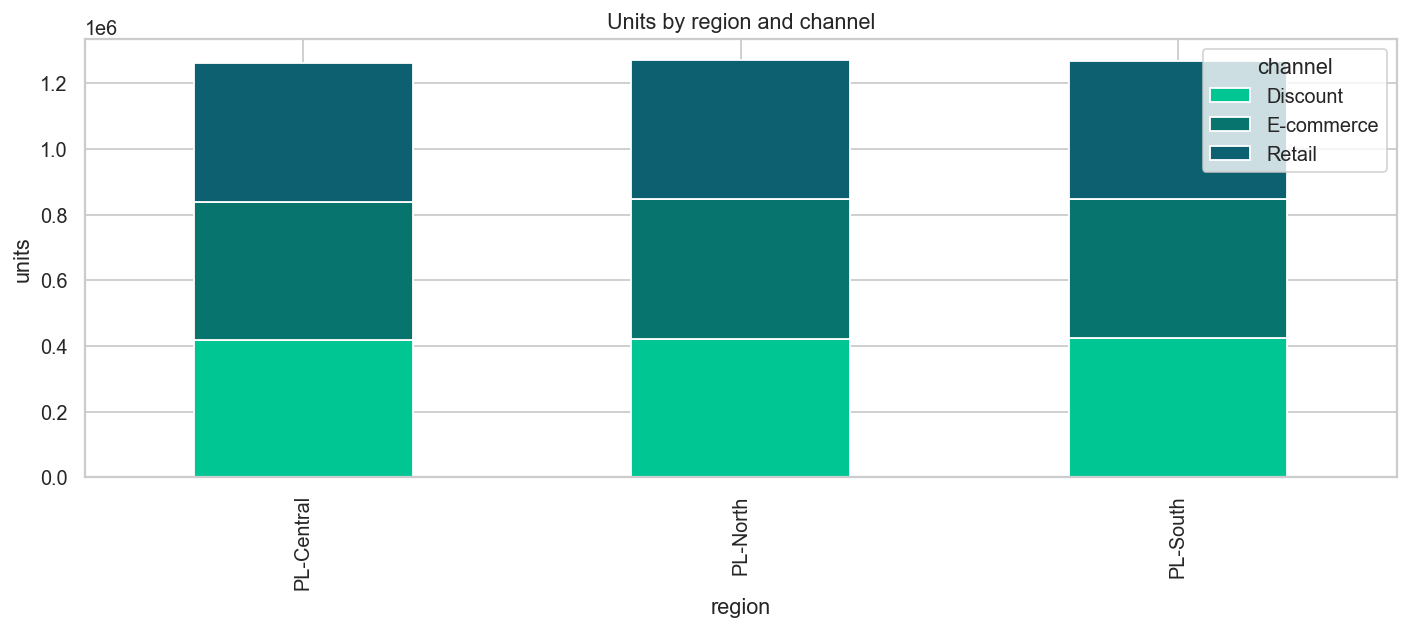 Units by region and channel
1e6
1.2
1.0
0.8
0.6
0.4
0.2
0.0
units
channel
Discount
E-commerce
Retail
PL-Central
PL-North
PL-South
region